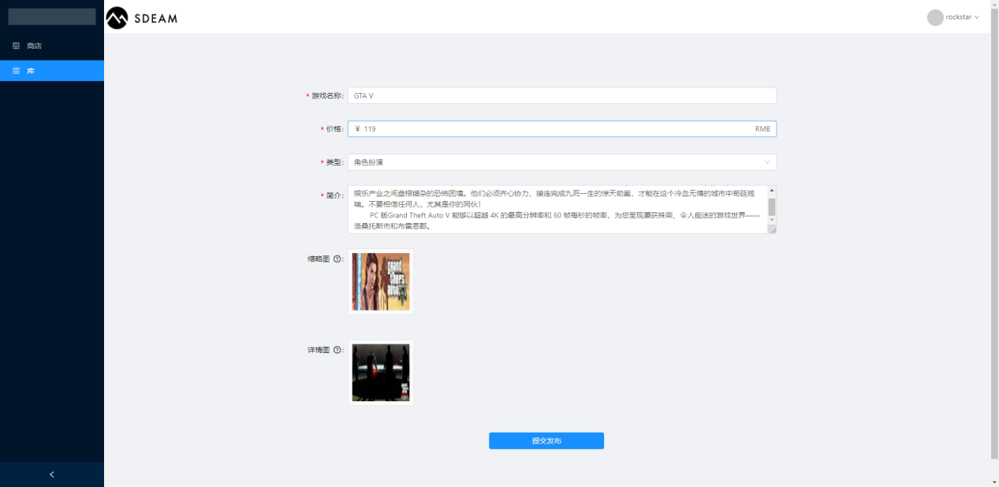 SDEAM
rockstar
商店
库
* 游戏名称: GTA V
* 价格: ¥ 119 RMB
* 类型: 角色扮演
* 简介: 娱乐产业之间盘根错杂的恐怖困境。他们必须齐心协力，接连完成九死一生的惊天劫案，才能在这个冷血无情的城市中苟延残
喘。不要相信任何人，尤其是你的同伙！
PC 版Grand Theft Auto V 能够以超越 4K 的最高分辨率和 60 帧每秒的帧率，为您呈现屡获殊荣、令人痴迷的游戏世界——
洛桑托斯市和布雷恩郡。
缩略图 ?:
grand
theft
auto
详情图 ?:
提交发布